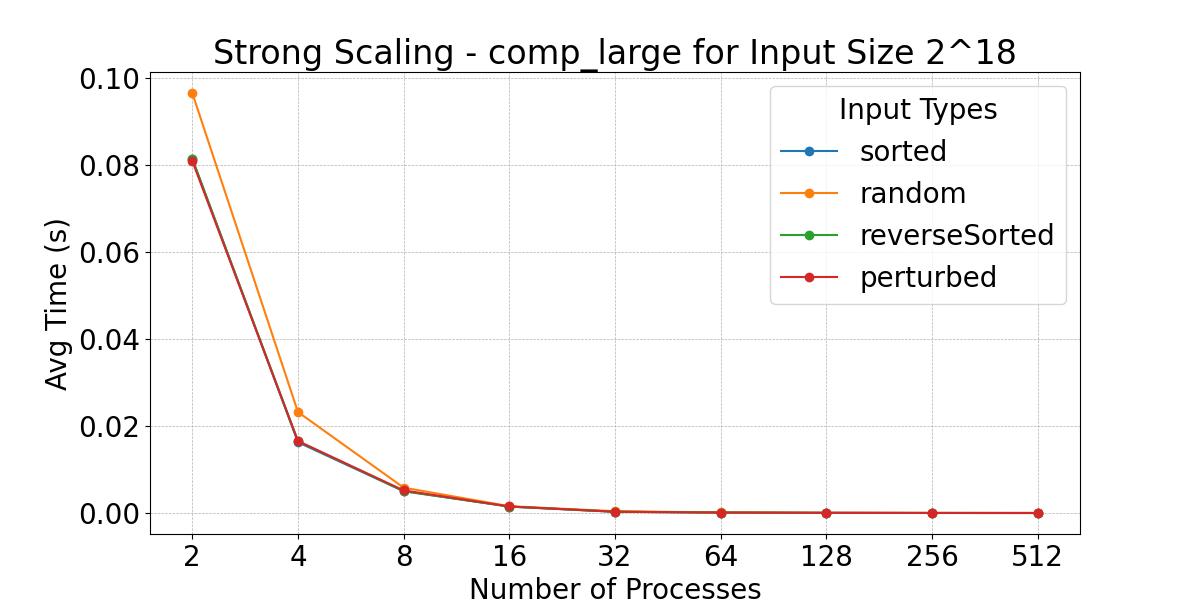 Strong Scaling - comp_large for Input Size 2^18
Avg Time (s)
0.10
0.08
0.06
0.04
0.02
0.00
Input Types
sorted
random
reverseSorted
perturbed
2 4 8 16 32 64 128 256 512
Number of Processes